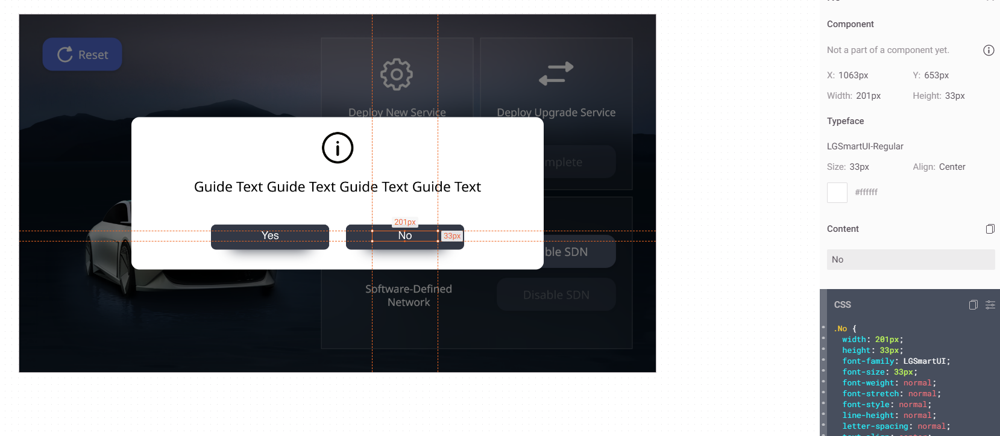 Reset
Deploy New Service
Deploy Upgrade Service
mplete
Guide Text Guide Text Guide Text Guide Text
201px
Yes
No
33px
ble SDN
Software-Defined
Network
Disable SDN
Component
Not a part of a component yet.
X: 1063px
Y: 653px
Width: 201px
Height: 33px
Typeface
LGSmartUI-Regular
Size: 33px
Align: Center
#ffffff
Content
No
CSS
.No {
width: 201px;
height: 33px;
font-family: LGSmartUI;
font-size: 33px;
font-weight: normal;
font-stretch: normal;
font-style: normal;
line-height: normal;
letter-spacing: normal;